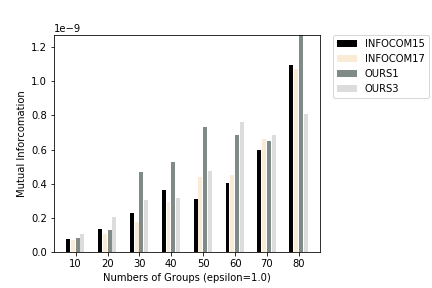 1e−9
INFOCOM15
INFOCOM17
OURS1
OURS3
1.2
1.0
0.8
0.6
0.4
0.2
0.0
Mutual Inforcomation
10 20 30 40 50 60 70 80
Numbers of Groups (epsilon=1.0)